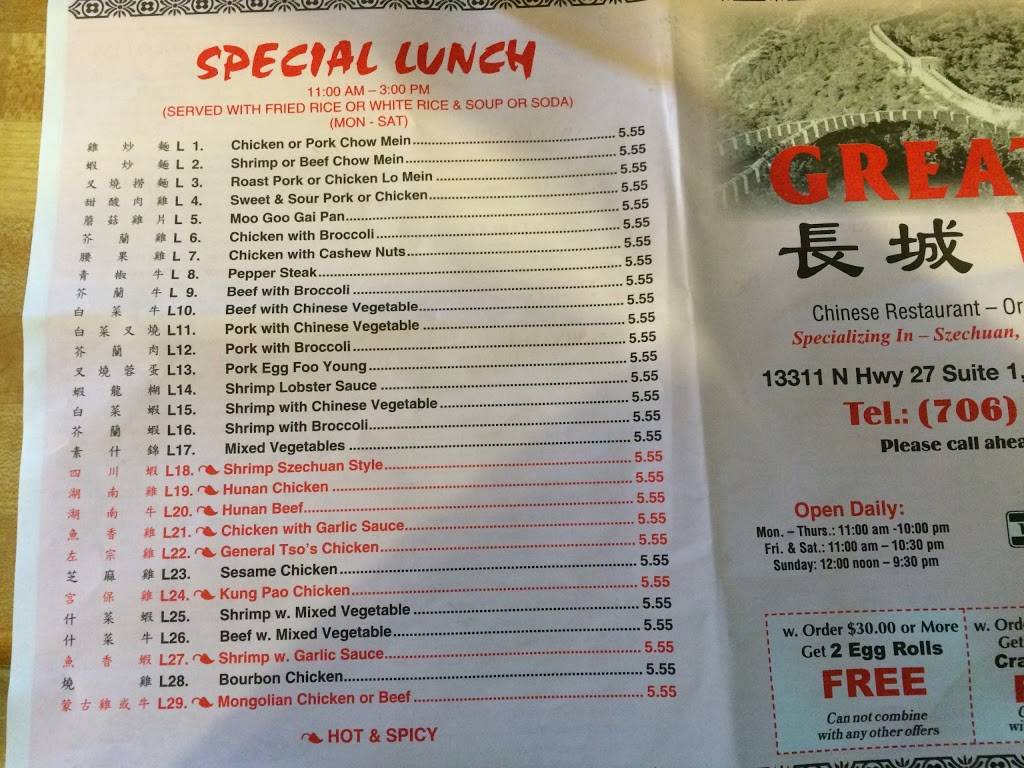 SPECIAL LUNCH
11:00 AM – 3:00 PM
(SERVED WITH FRIED RICE OR WHITE RICE & SOUP OR SODA)
(MON - SAT)
雞 炒 麵 L 1. Chicken or Pork Chow Mein 5.55
蝦 炒 麵 L 2. Shrimp or Beef Chow Mein 5.55
叉 燒 撈 麵 L 3. Roast Pork or Chicken Lo Mein 5.55
甜 酸 肉 雞 L 4. Sweet & Sour Pork or Chicken 5.55
蘑 菇 雞 片 L 5. Moo Goo Gai Pan 5.55
芥 蘭 雞 L 6. Chicken with Broccoli 5.55
腰 果 雞 L 7. Chicken with Cashew Nuts 5.55
青 椒 牛 L 8. Pepper Steak 5.55
芥 蘭 牛 L 9. Beef with Broccoli 5.55
白 菜 牛 L10. Beef with Chinese Vegetable 5.55
白 菜 叉 燒 L11. Pork with Chinese Vegetable 5.55
芥 蘭 肉 L12. Pork with Broccoli 5.55
叉 燒 蓉 蛋 L13. Pork Egg Foo Young 5.55
蝦 龍 糊 L14. Shrimp Lobster Sauce 5.55
白 菜 蝦 L15. Shrimp with Chinese Vegetable 5.55
芥 蘭 蝦 L16. Shrimp with Broccoli 5.55
素 什 錦 L17. Mixed Vegetables 5.55
四 川 蝦 L18. Shrimp Szechuan Style 5.55
湖 南 雞 L19. Hunan Chicken 5.55
湖 南 牛 L20. Hunan Beef 5.55
魚 香 雞 L21. Chicken with Garlic Sauce 5.55
左 宗 雞 L22. General Tso's Chicken 5.55
芝 麻 雞 L23. Sesame Chicken 5.55
宮 保 雞 L24. Kung Pao Chicken 5.55
什 菜 蝦 L25. Shrimp w. Mixed Vegetable 5.55
什 菜 牛 L26. Beef w. Mixed Vegetable 5.55
魚 香 蝦 L27. Shrimp w. Garlic Sauce 5.55
燒 雞 L28. Bourbon Chicken 5.55
蒙 古 雞 或 牛 L29. Mongolian Chicken or Beef 5.55
HOT & SPICY
長城
Chinese Restaurant –
Specializing In – Szechuan,
13311 N Hwy 27 Suite 1,
Tel.: (706)
Please call
Open Daily:
Mon. – Thurs.: 11:00 am -10:00 pm
Fri. & Sat.: 11:00 am – 10:30 pm
Sunday: 12:00 noon – 9:30 pm
w. Order $30.00 or More
Get 2 Egg Rolls
FREE
Can not combine
with any other offers
w.
Get